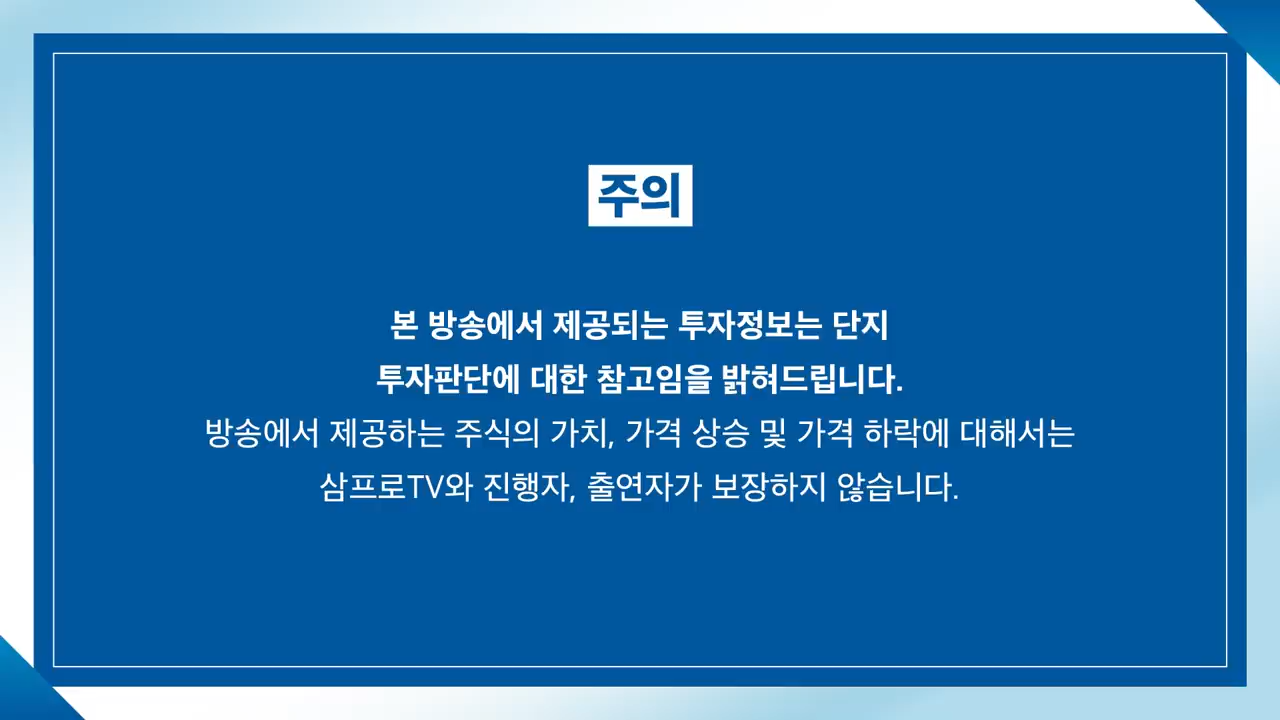 주의
본 방송에서 제공되는 투자정보는 단지
투자판단에 대한 참고임을 밝혀드립니다.
방송에서 제공하는 주식의 가치, 가격 상승 및 가격 하락에 대해서는
삼프로TV와 진행자, 출연자가 보장하지 않습니다.